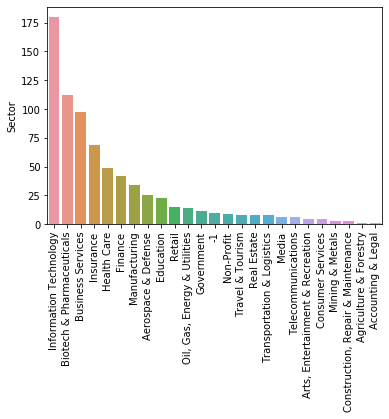 175
150
125
100
75
50
25
0
Sector
Information Technology
Biotech & Pharmaceuticals
Business Services
Insurance
Health Care
Finance
Manufacturing
Aerospace & Defense
Education
Retail
Oil, Gas, Energy & Utilities
Government
-1
Non-Profit
Travel & Tourism
Real Estate
Transportation & Logistics
Media
Telecommunications
Arts, Entertainment & Recreation
Consumer Services
Mining & Metals
Construction, Repair & Maintenance
Agriculture & Forestry
Accounting & Legal